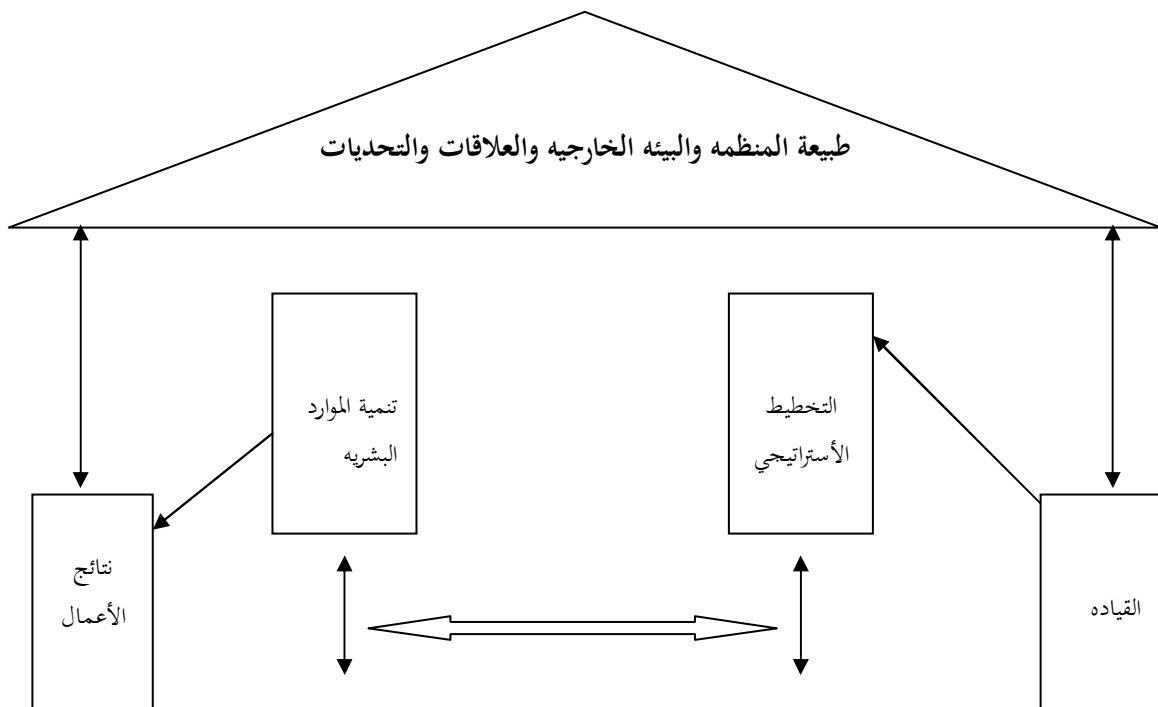 طبيعة المنظمه والبيئه الخارجيه والعلاقات والتحديات
التخطيط
الأستراتيجي
تنمية الموارد
البشريه
القياده
نتائج
الأعمال